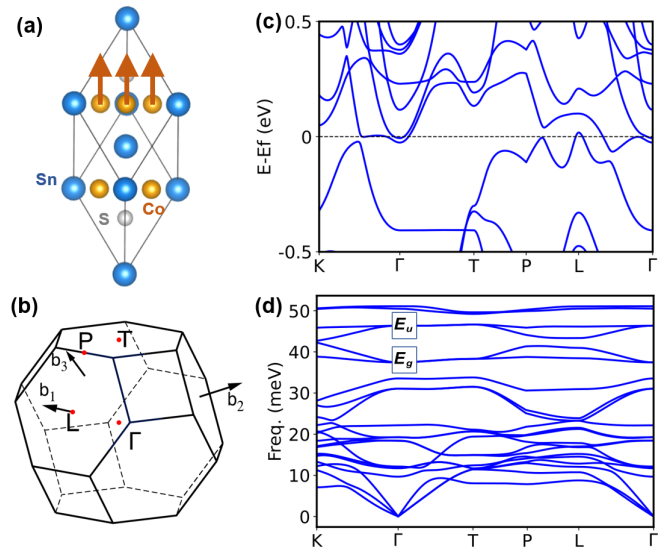 (a)
Sn
S
Co
(b)
P
T
b3
b1
L
Γ
b2
(c)
E-Ef (eV)
0.5
0
-0.5
K Γ T P L Γ
(d)
Freq. (meV)
50
40
30
20
10
0
Eu
Eg
K Γ T P L Γ